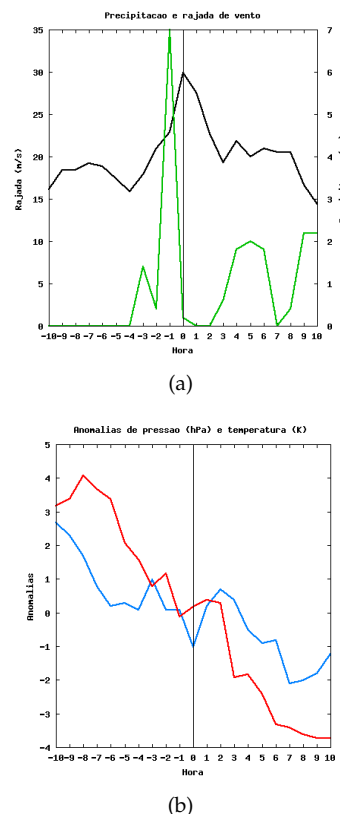 Precipitacao e rajada de vento
35 7
30 6
25 5
20 4
15 3
10 2
5 1
0 0
Rajada (m/s)
-10 -9 -8 -7 -6 -5 -4 -3 -2 -1 0 1 2 3 4 5 6 7 8 9 10
Hora
(a)
Anomalias de pressao (hPa) e temperatura (K)
5
4
3
2
1
0
-1
-2
-3
-4
Anomalias
-10 -9 -8 -7 -6 -5 -4 -3 -2 -1 0 1 2 3 4 5 6 7 8 9 10
Hora
(b)